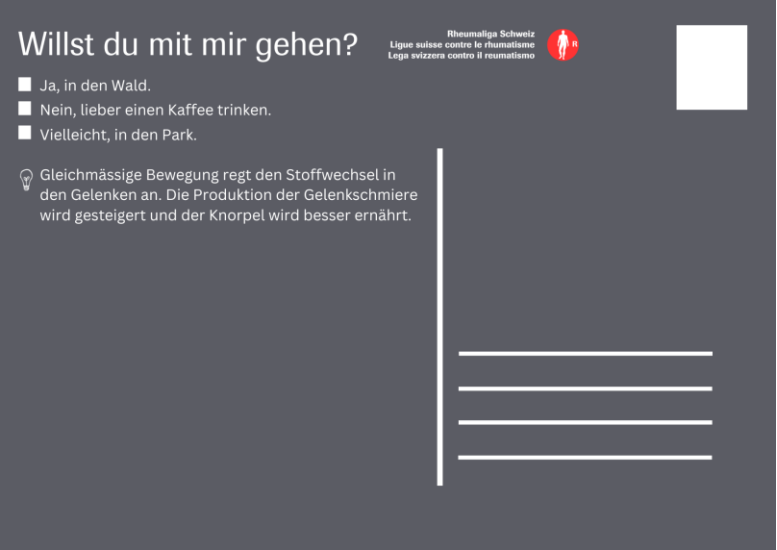 Willst du mit mir gehen?
Rheumaliga Schweiz
Ligue suisse contre le rhumatisme
Lega svizzera contro il reumatismo
R
Ja, in den Wald.
Nein, lieber einen Kaffee trinken.
Vielleicht, in den Park.
Gleichmässige Bewegung regt den Stoffwechsel in
den Gelenken an. Die Produktion der Gelenkschmiere
wird gesteigert und der Knorpel wird besser ernährt.